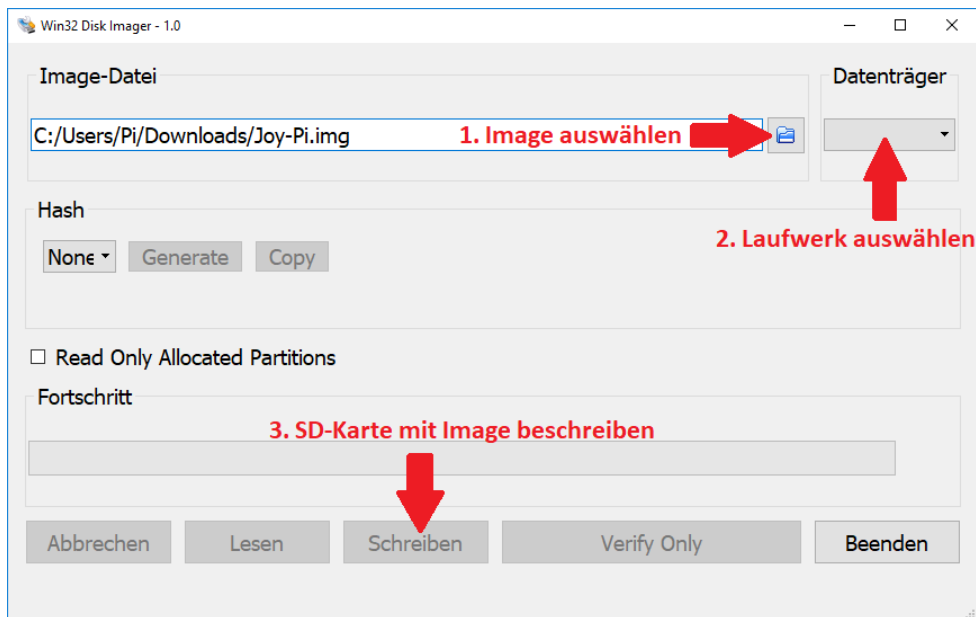 Win32 Disk Imager - 1.0
Image-Datei
Datenträger
C:/Users/Pi/Downloads/Joy-Pi.img
1. Image auswählen
Hash
2. Laufwerk auswählen
None Generate Copy
Read Only Allocated Partitions
Fortschritt
3. SD-Karte mit Image beschreiben
Abbrechen Lesen Schreiben Verify Only Beenden